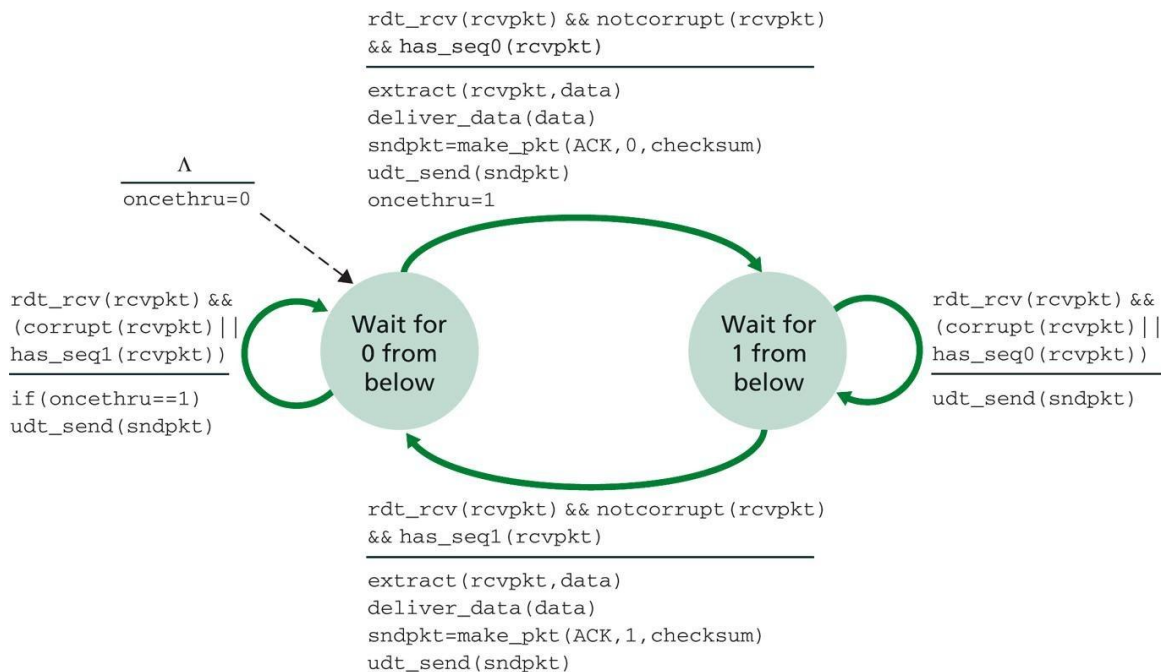 rdt_rcv(rcvpkt) && notcorrupt(rcvpkt)
&& has_seq0(rcvpkt)
extract(rcvpkt,data)
deliver_data(data)
sndpkt=make_pkt(ACK,0,checksum)
udt_send(sndpkt)
oncethru=1
Λ
oncethru=0
rdt_rcv(rcvpkt) &&
(corrupt(rcvpkt)||
has_seq1(rcvpkt))
if(oncethru==1)
udt_send(sndpkt)
Wait for
0 from
below
Wait for
1 from
below
rdt_rcv(rcvpkt) &&
(corrupt(rcvpkt)||
has_seq0(rcvpkt))
udt_send(sndpkt)
rdt_rcv(rcvpkt) && notcorrupt(rcvpkt)
&& has_seq1(rcvpkt)
extract(rcvpkt,data)
deliver_data(data)
sndpkt=make_pkt(ACK,1,checksum)
udt_send(sndpkt)